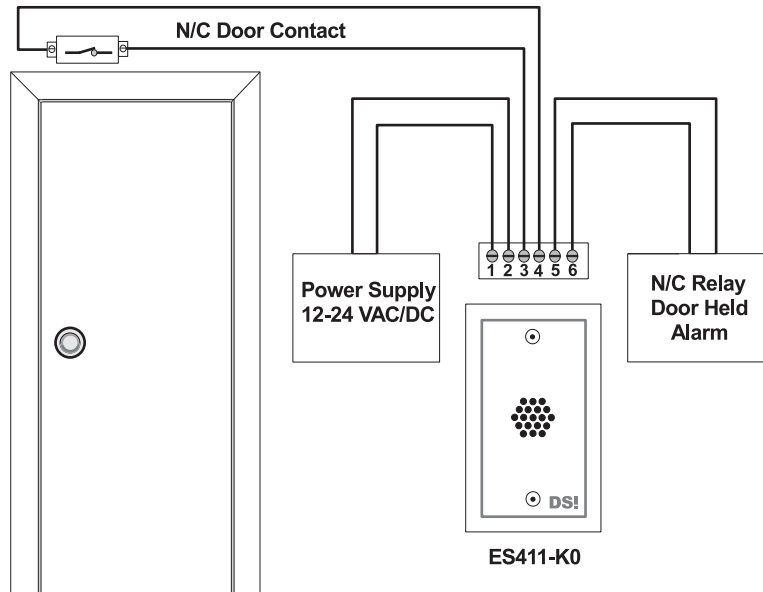 N/C Door Contact
1 2 3 4 5 6
Power Supply
12-24 VAC/DC
N/C Relay
Door Held
Alarm
DS!
ES411-K0